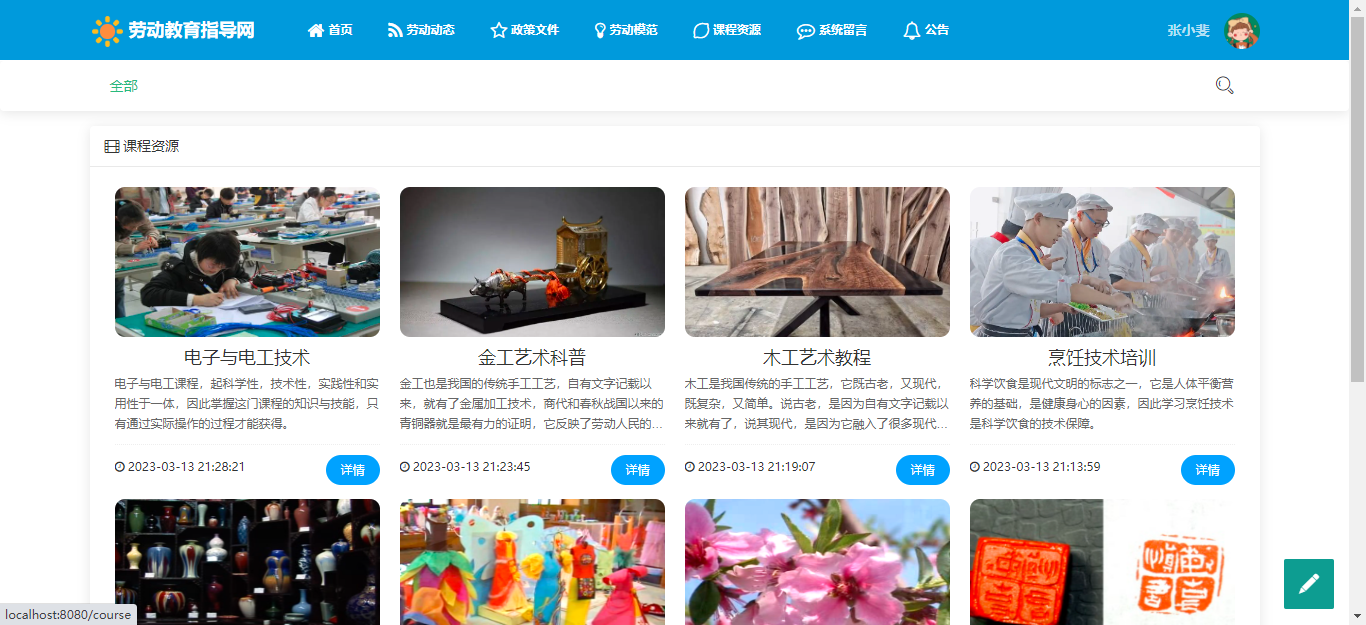 劳动教育指导网
首页
劳动动态
政策文件
劳动模范
课程资源
系统留言
公告
张小斐
全部
课程资源
电子与电工技术
电子与电工课程，起科学性，技术性，实践性和实
用性于一体，因此掌握这门课程的知识与技能，只
有通过实际操作的过程才能获得。
2023-03-13 21:28:21
详情
金工艺术科普
金工也是我国的传统手工工艺，自有文字记载以
来，就有了金属加工技术，商代和春秋战国以来的
青铜器就是最有力的证明，它反映了劳动人民的...
2023-03-13 21:23:45
详情
木工艺术教程
木工是我国传统的手工工艺，它既古老，又现代，
既复杂，又简单。说古老，是因为自有文字记载以
来就有了，说其现代，是因为它融入了很多现代...
2023-03-13 21:19:07
详情
烹饪技术培训
科学饮食是现代文明的标志之一，它是人体平衡营
养的基础，是健康身心的因素，因此学习烹饪技术
是科学饮食的技术保障。
2023-03-13 21:13:59
详情
localhost:8080/course